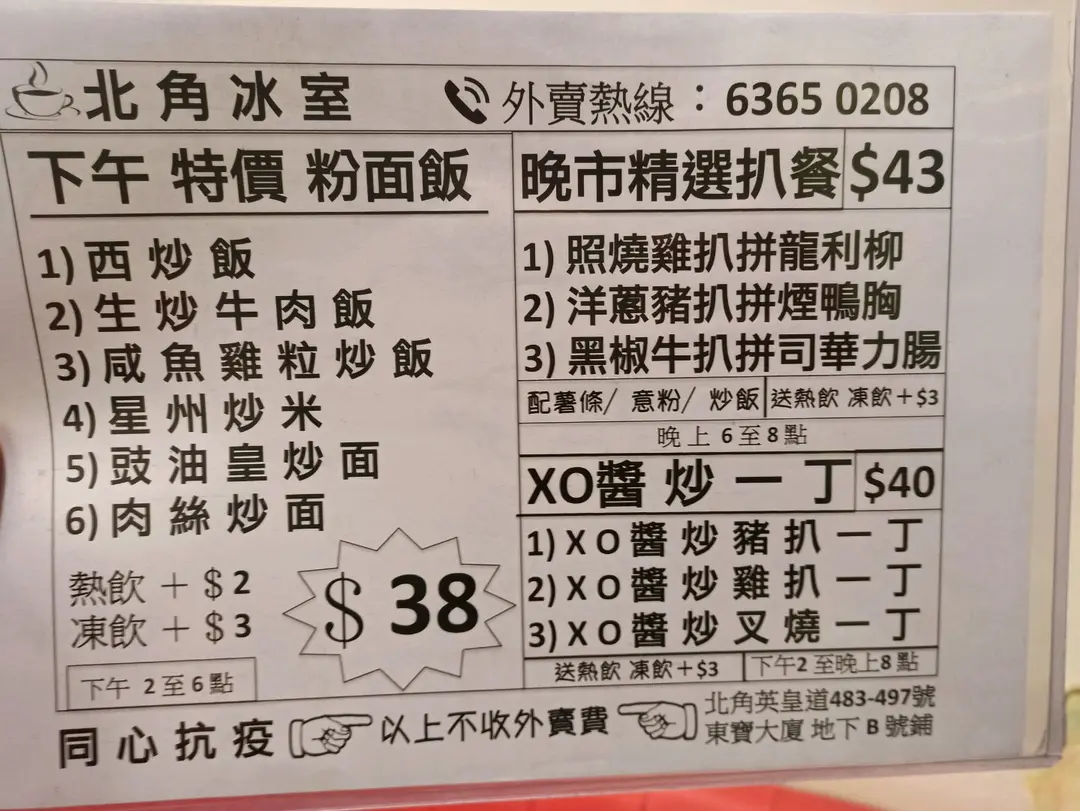 北角冰室
外賣熱線：6365 0208
下午 特價 粉面飯
1) 西炒飯
2) 生炒牛肉飯
3) 咸魚雞粒炒飯
4) 星州炒米
5) 豉油皇炒面
6) 肉絲炒面
熱飲 + $2
凍飲 + $3
$ 38
下午 2至6點
晚市精選扒餐 $43
1) 照燒雞扒拼龍利柳
2) 洋蔥豬扒拼煙鴨胸
3) 黑椒牛扒拼司華力腸
配薯條/ 意粉/ 炒飯 送熱飲 凍飲+$3
晚上 6至8點
XO醬炒一丁 $40
1) XO醬炒豬扒一丁
2) XO醬炒雞扒一丁
3) XO醬炒叉燒一丁
送熱飲 凍飲+$3 下午2至晚上8點
同心抗疫 以上不收外賣費
北角英皇道483-497號
東寶大廈 地下 B 號鋪